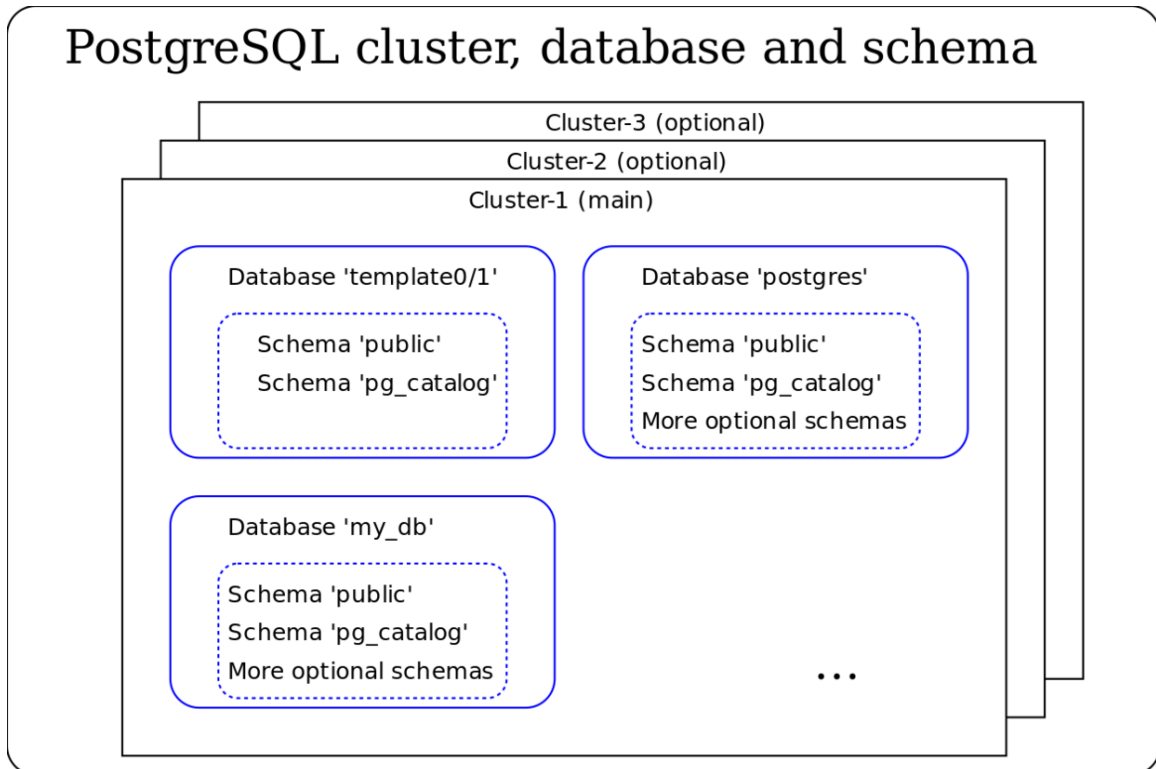 PostgreSQL cluster, database and schema
Cluster-3 (optional)
Cluster-2 (optional)
Cluster-1 (main)
Database 'template0/1'
Schema 'public'
Schema 'pg_catalog'
Database 'postgres'
Schema 'public'
Schema 'pg_catalog'
More optional schemas
Database 'my_db'
Schema 'public'
Schema 'pg_catalog'
More optional schemas
...